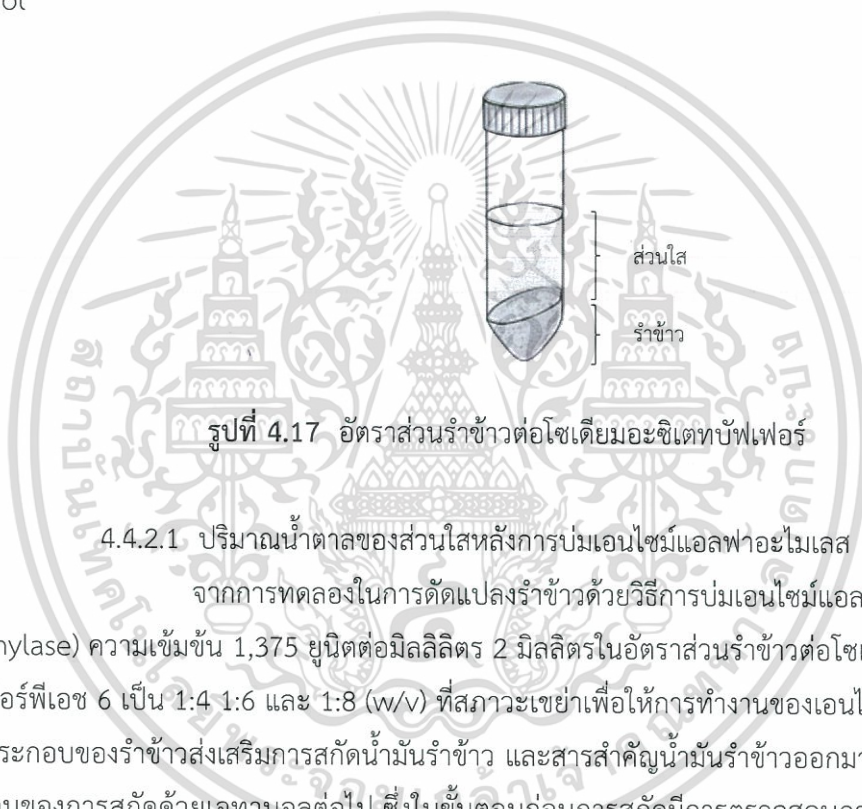 ส่วนใส
รำข้าว
รูปที่ 4.17 อัตราส่วนรำข้าวต่อโซเดียมอะซิเตทบัฟเฟอร์
4.4.2.1 ปริมาณน้ำตาลของส่วนใสหลังการบ่มเอนไซม์แอลฟาอะไมเลส
จากการทดลองในการดัดแปลงรำข้าวด้วยวิธีการบ่มเอนไซม์แอล
nylase) ความเข้มข้น 1,375 ยูนิตต่อมิลลิลิตร 2 มิลลิตรในอัตราส่วนรำข้าวต่อโซเ
อร์พีเอช 6 เป็น 1:4 1:6 และ 1:8 (w/v) ที่สภาวะเขย่าเพื่อให้การทำงานของเอนไ
ระกอบของรำข้าวส่งเสริมการสกัดน้ำมันรำข้าว และสารสำคัญน้ำมันรำข้าวออกมา